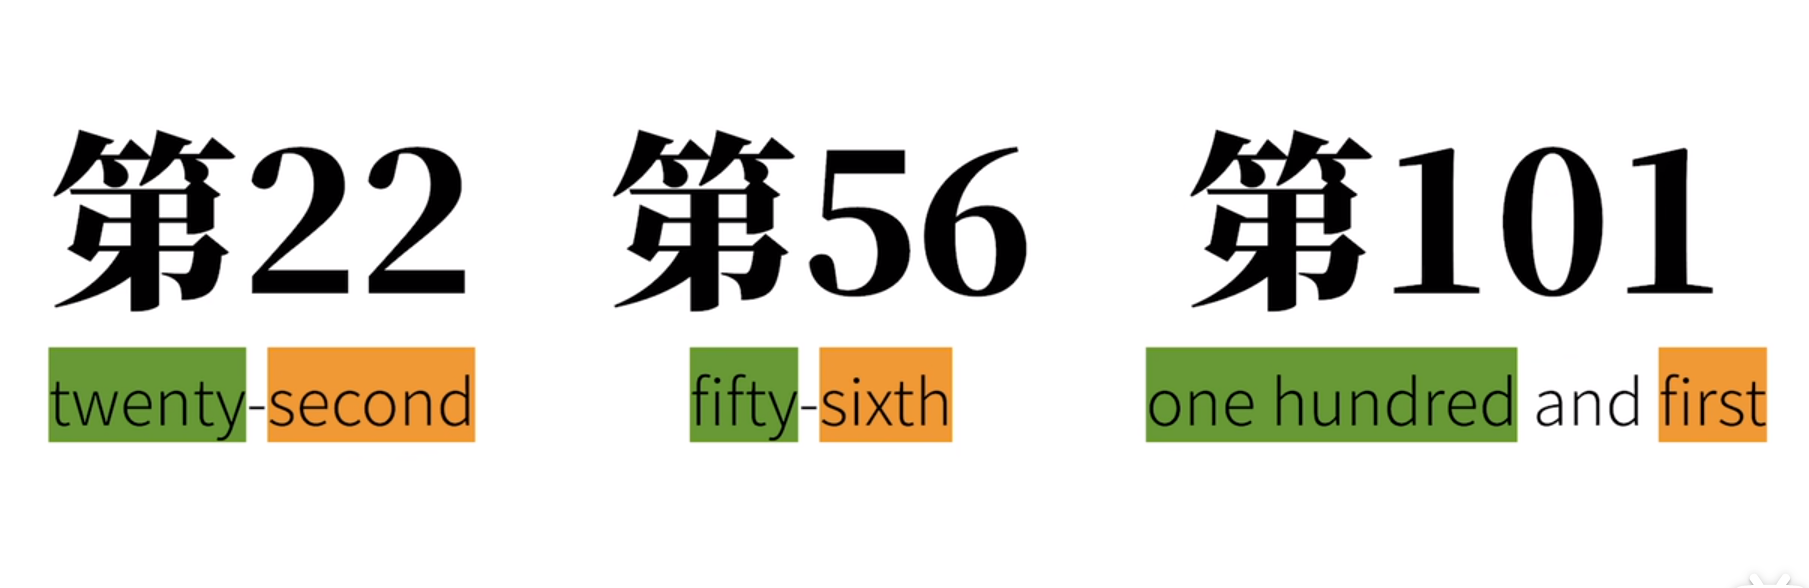 第22 第56 第101
twenty-second fifty-sixth one hundred and first